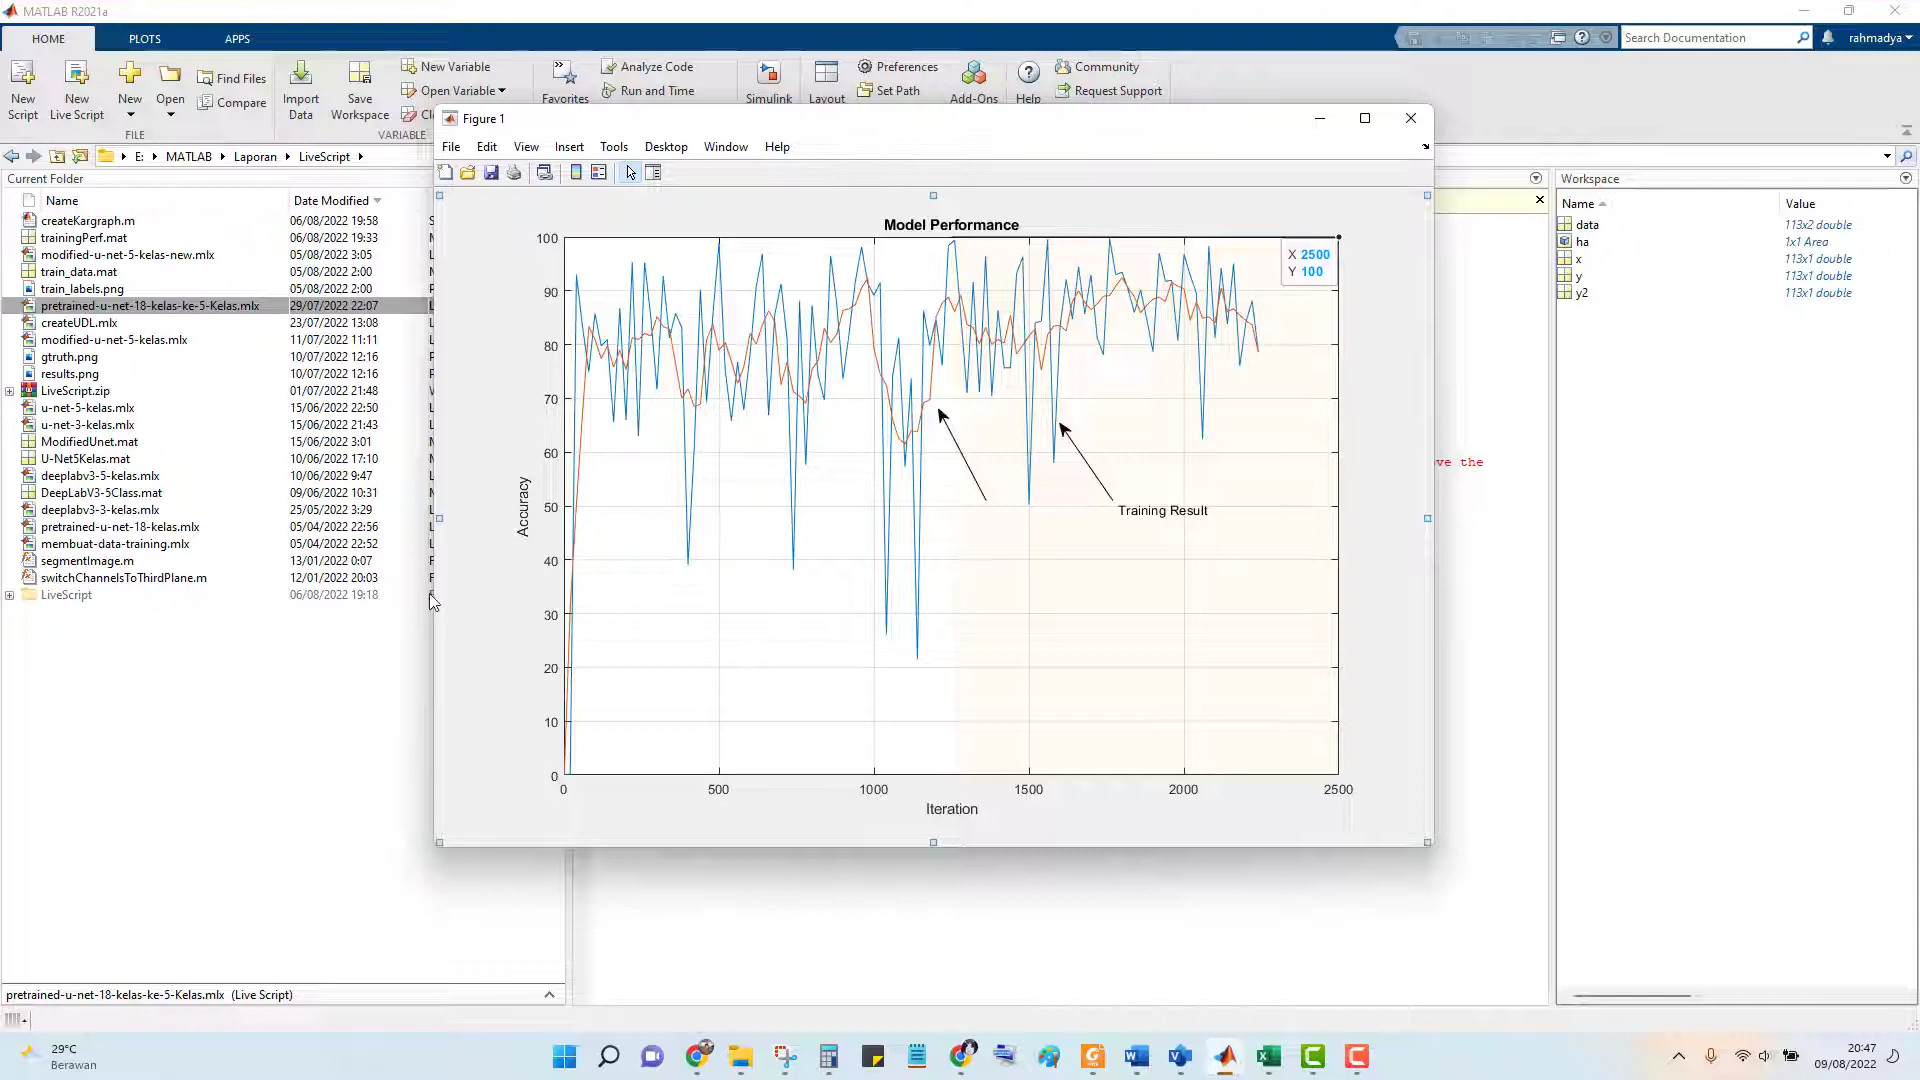 MATLAB R2021a
HOME PLOTS APPS
Search Documentation rahmadya
New Script
New Live Script
New
Open
Find Files
Compare
FILE
Import Data
Save Workspace
New Variable
Open Variable
VARIABLE
Favorites
Analyze Code
Run and Time
Simulink
Layout
Preferences
Set Path
Add-Ons
Help
Community
Request Support
E: MATLAB Laporan LiveScript
Current Folder
Name Date Modified
createKargraph.m 06/08/2022 19:58
trainingPerf.mat 06/08/2022 19:33
modified-u-net-5-kelas-new.mlx 05/08/2022 3:05
train_data.mat 05/08/2022 2:00
train_labels.png 05/08/2022 2:00
pretrained-u-net-18-kelas-ke-5-Kelas.mlx 29/07/2022 22:07
createUDL.mlx 23/07/2022 13:08
modified-u-net-5-kelas.mlx 11/07/2022 11:11
gtruth.png 10/07/2022 12:16
results.png 10/07/2022 12:16
LiveScript.zip 01/07/2022 21:48
u-net-5-kelas.mlx 15/06/2022 22:50
u-net-3-kelas.mlx 15/06/2022 21:43
ModifiedUnet.mat 15/06/2022 3:01
U-Net5Kelas.mat 10/06/2022 17:10
deeplabv3-5-kelas.mlx 10/06/2022 9:47
DeepLabV3-5Class.mat 09/06/2022 10:31
deeplabv3-3-kelas.mlx 25/05/2022 3:29
pretrained-u-net-18-kelas.mlx 05/04/2022 22:56
membuat-data-training.mlx 05/04/2022 22:52
segmentImage.m 13/01/2022 0:07
switchChannelsToThirdPlane.m 12/01/2022 20:03
LiveScript 06/08/2022 19:18
pretrained-u-net-18-kelas-ke-5-Kelas.mlx (Live Script)
Figure 1
File Edit View Insert Tools Desktop Window Help
Model Performance
X 2500
Y 100
100
90
80
70
60
50
40
30
20
10
0
Accuracy
Training Result
0 500 1000 1500 2000 2500
Iteration
the
Workspace
Name Value
data 113x2 double
ha 1x1 Area
x 113x1 double
y 113x1 double
y2 113x1 double
29°C
Berawan
20:47
09/08/2022